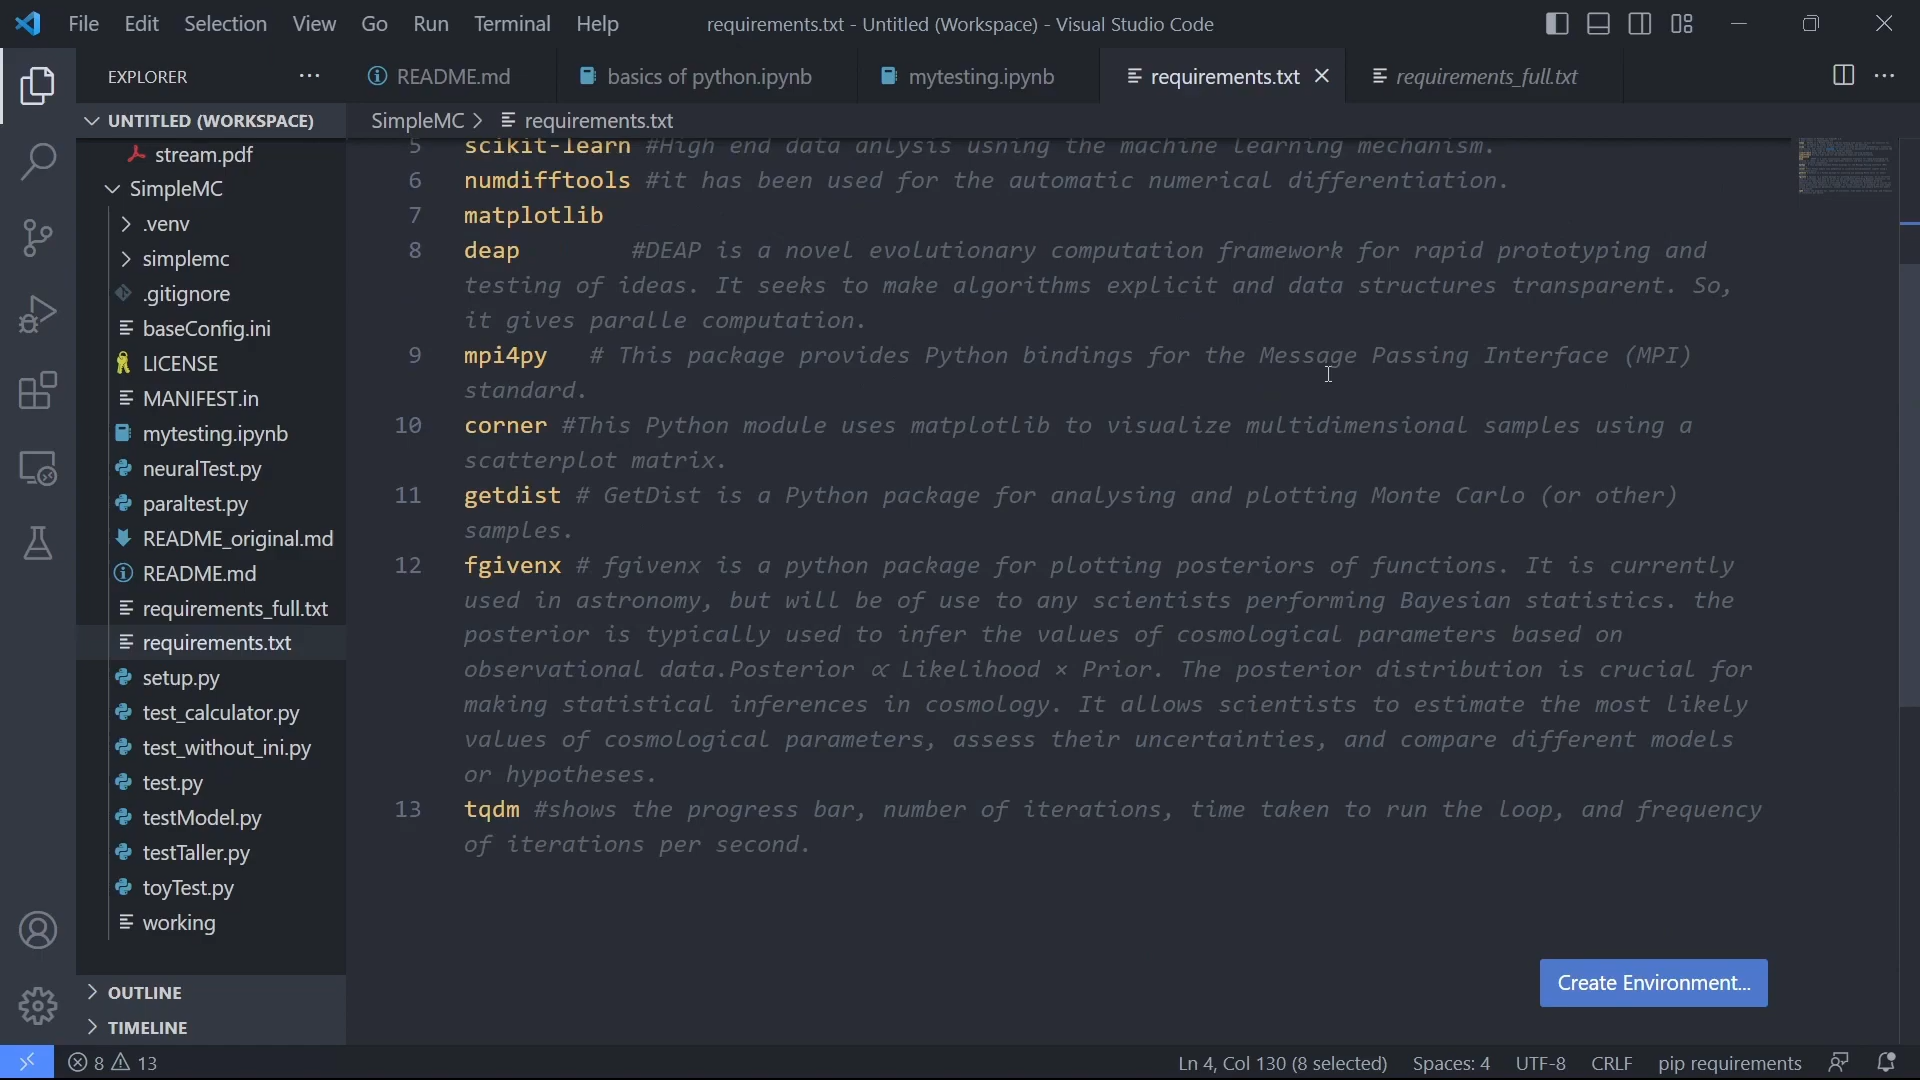 File Edit Selection View Go Run Terminal Help
requirements.txt - Untitled (Workspace) - Visual Studio Code
EXPLORER
README.md
basics of python.ipynb
mytesting.ipynb
requirements.txt
requirements_full.txt
UNTITLED (WORKSPACE)
SimpleMC > requirements.txt
stream.pdf
SimpleMC
.venv
simplemc
.gitignore
baseConfig.ini
LICENSE
MANIFEST.in
mytesting.ipynb
neuralTest.py
paraltest.py
README_original.md
README.md
requirements_full.txt
requirements.txt
setup.py
test_calculator.py
test_without_ini.py
test.py
testModel.py
testTaller.py
toyTest.py
working
OUTLINE
TIMELINE
5 scikit-learn #High end data anlysis usning the machine learning mechanism.
6 numdifftools #it has been used for the automatic numerical differentiation.
7 matplotlib
8 deap #DEAP is a novel evolutionary computation framework for rapid prototyping and
testing of ideas. It seeks to make algorithms explicit and data structures transparent. So,
it gives paralle computation.
9 mpi4py # This package provides Python bindings for the Message Passing Interface (MPI)
standard.
10 corner #This Python module uses matplotlib to visualize multidimensional samples using a
scatterplot matrix.
11 getdist # GetDist is a Python package for analysing and plotting Monte Carlo (or other)
samples.
12 fgivenx # fgivenx is a python package for plotting posteriors of functions. It is currently
used in astronomy, but will be of use to any scientists performing Bayesian statistics. the
posterior is typically used to infer the values of cosmological parameters based on
observational data.Posterior ∝ Likelihood × Prior. The posterior distribution is crucial for
making statistical inferences in cosmology. It allows scientists to estimate the most likely
values of cosmological parameters, assess their uncertainties, and compare different models
or hypotheses.
13 tqdm #shows the progress bar, number of iterations, time taken to run the loop, and frequency
of iterations per second.
Create Environment...
8 13
Ln 4, Col 130 (8 selected) Spaces: 4 UTF-8 CRLF pip requirements